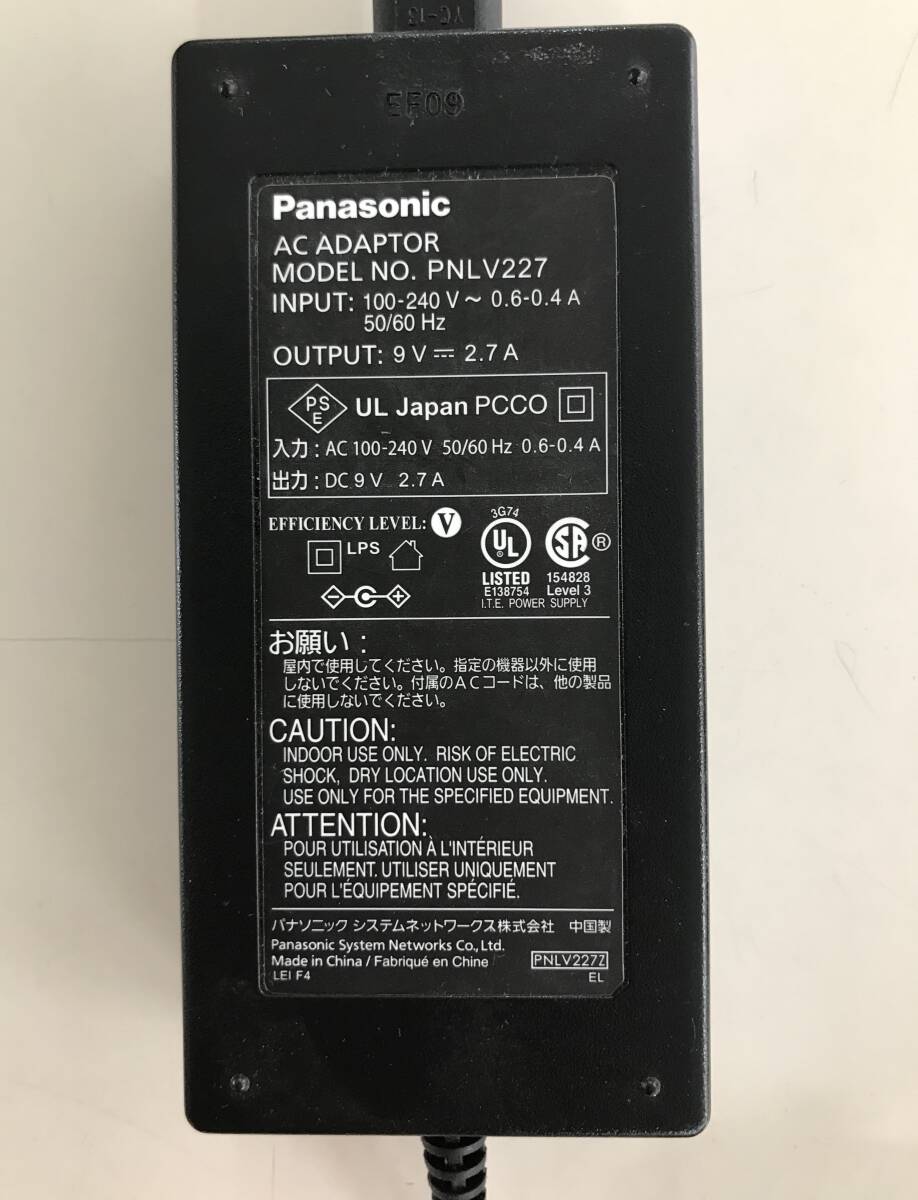 YC-13
EF09
Panasonic
AC ADAPTOR
MODEL NO. PNLV227
INPUT: 100-240 V ~ 0.6-0.4 A
50/60 Hz
OUTPUT: 9 V ⎓ 2.7 A
PS
E
UL Japan PCCO
入力 : AC 100-240 V 50/60 Hz 0.6-0.4 A
出力 : DC 9 V 2.7 A
EFFICIENCY LEVEL: V
3G74
LPS
UL
SA ®
LISTED
154828
E138754
Level 3
I.T.E. POWER SUPPLY
お願い :
屋内で使用してください。指定の機器以外に使用
しないでください。付属のACコードは、他の製品
に使用しないでください。
CAUTION:
INDOOR USE ONLY. RISK OF ELECTRIC
SHOCK, DRY LOCATION USE ONLY.
USE ONLY FOR THE SPECIFIED EQUIPMENT.
ATTENTION:
POUR UTILISATION À L'INTÉRIEUR
SEULEMENT. UTILISER UNIQUEMENT
POUR L'ÉQUIPEMENT SPÉCIFIÉ.
パナソニック システムネットワークス株式会社 中国製
Panasonic System Networks Co., Ltd.
Made in China / Fabriqué en Chine
PNLV227Z
LEI F4
EL